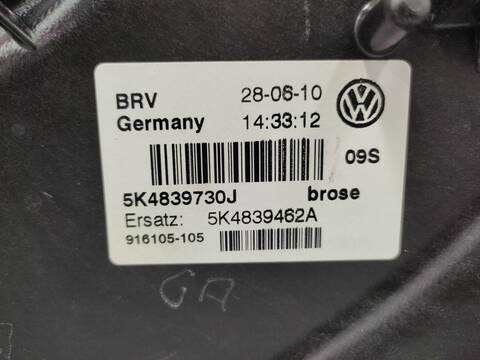 BRV 28-06-10
Germany 14:33:12
09S
5K4839730J brose
Ersatz: 5K4839462A
916105-105